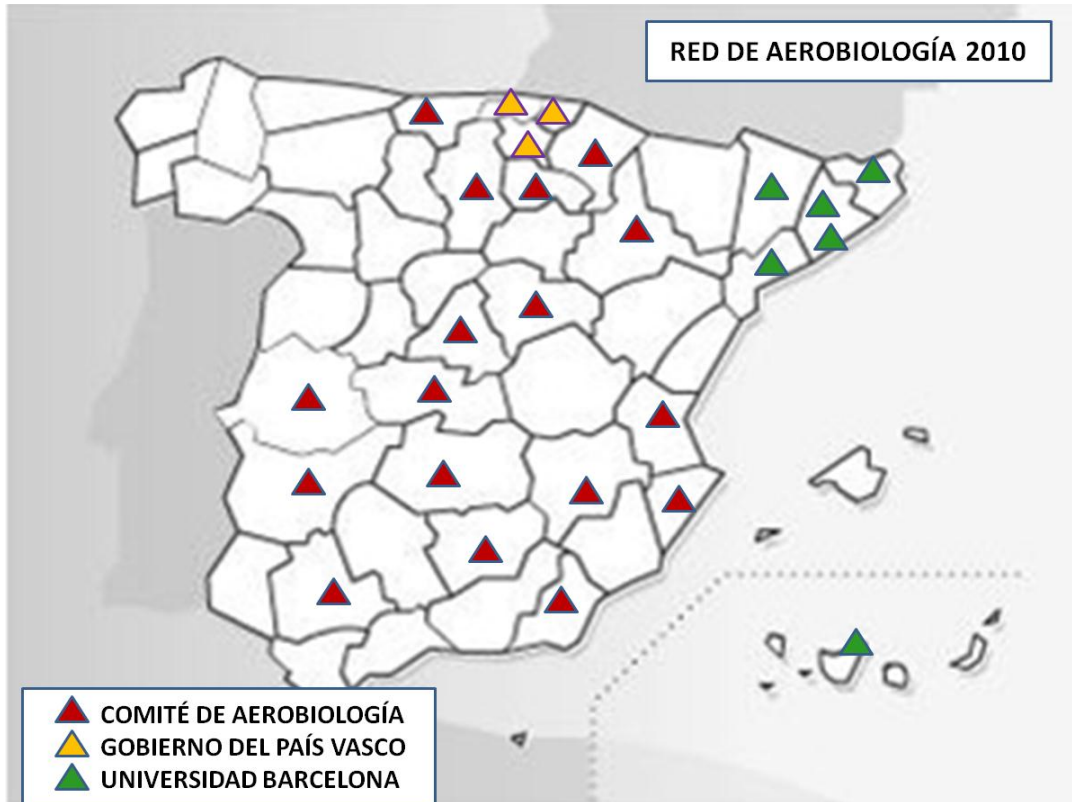 RED DE AEROBIOLOGÍA 2010
COMITÉ DE AEROBIOLOGÍA
GOBIERNO DEL PAÍS VASCO
UNIVERSIDAD BARCELONA